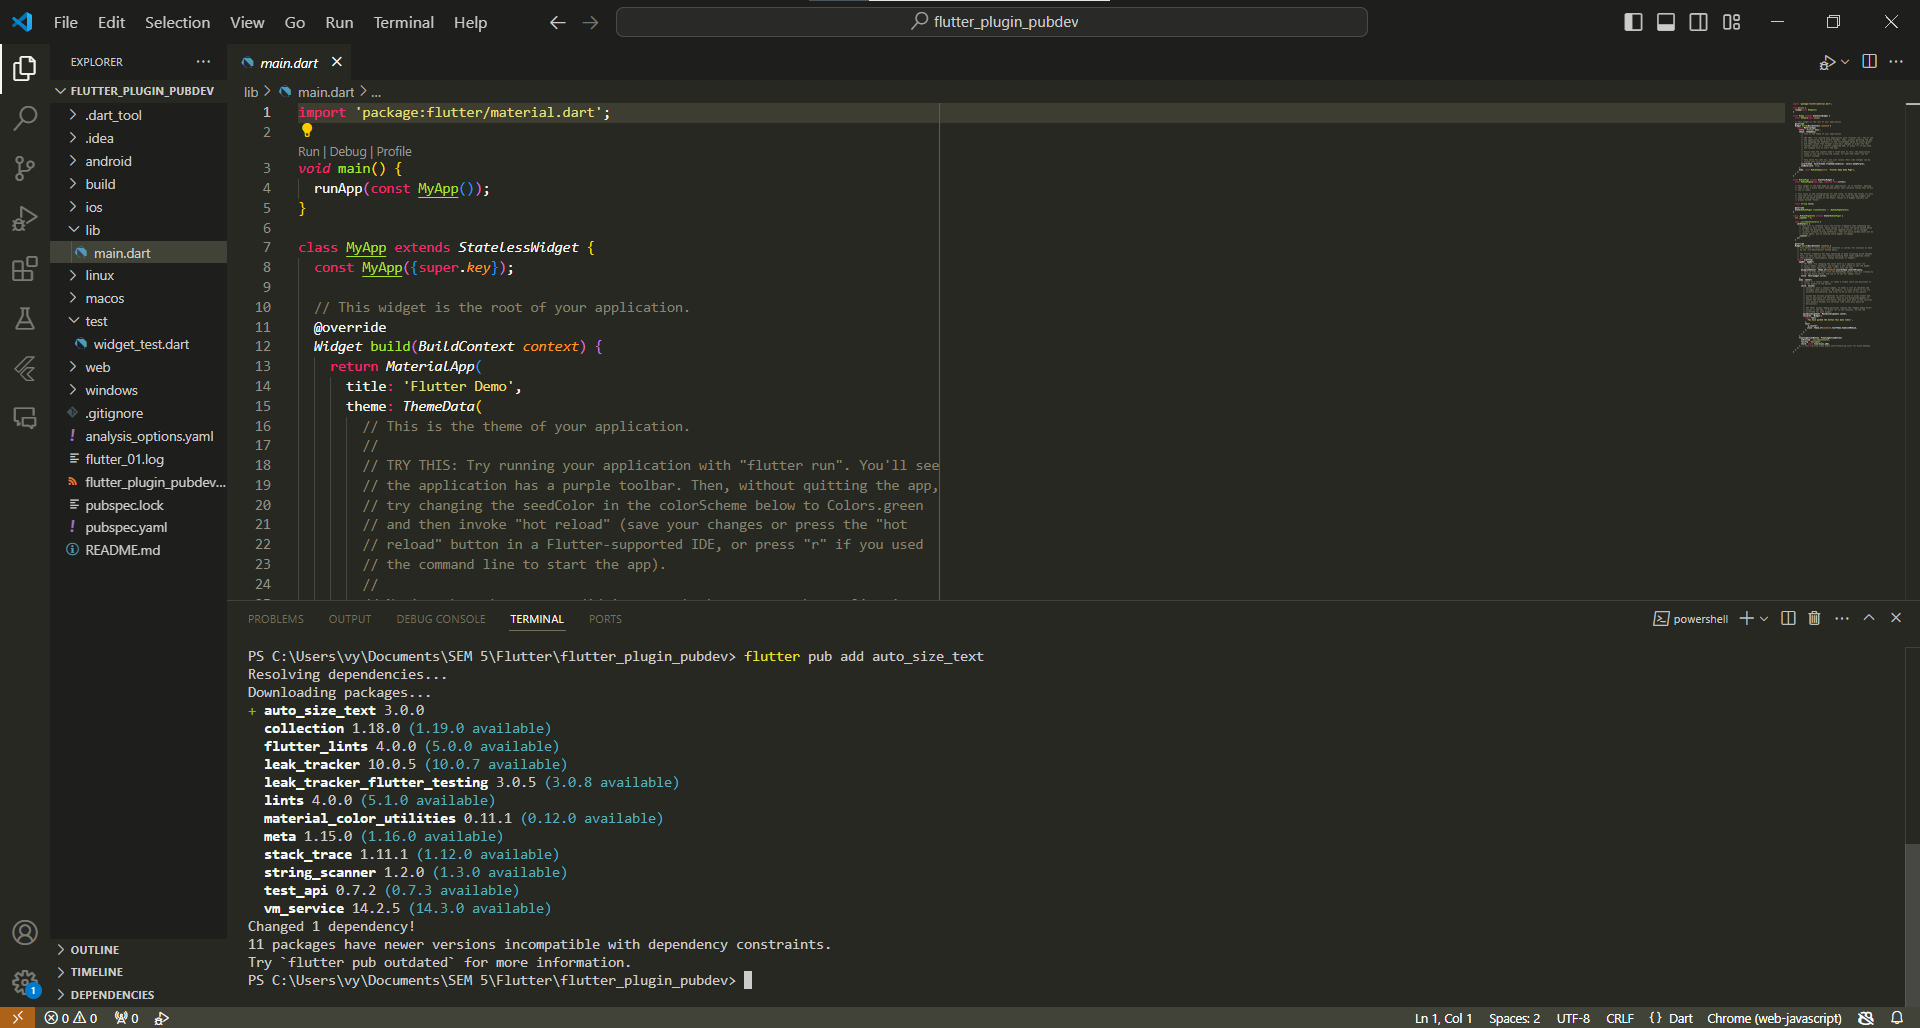 File Edit Selection View Go Run Terminal Help
flutter_plugin_pubdev
EXPLORER
FLUTTER_PLUGIN_PUBDEV
.dart_tool
.idea
android
build
ios
lib
main.dart
linux
macos
test
widget_test.dart
web
windows
.gitignore
analysis_options.yaml
flutter_01.log
flutter_plugin_pubdev...
pubspec.lock
pubspec.yaml
README.md
OUTLINE
TIMELINE
DEPENDENCIES
1
main.dart
lib > main.dart > ...
1 import 'package:flutter/material.dart';
2
Run | Debug | Profile
3 void main() {
4 runApp(const MyApp());
5 }
6
7 class MyApp extends StatelessWidget {
8 const MyApp({super.key});
9
10 // This widget is the root of your application.
11 @override
12 Widget build(BuildContext context) {
13 return MaterialApp(
14 title: 'Flutter Demo',
15 theme: ThemeData(
16 // This is the theme of your application.
17 //
18 // TRY THIS: Try running your application with "flutter run". You'll see
19 // the application has a purple toolbar. Then, without quitting the app,
20 // try changing the seedColor in the colorScheme below to Colors.green
21 // and then invoke "hot reload" (save your changes or press the "hot
22 // reload" button in a Flutter-supported IDE, or press "r" if you used
23 // the command line to start the app).
24 //
PROBLEMS OUTPUT DEBUG CONSOLE TERMINAL PORTS
powershell
PS C:\Users\vy\Documents\SEM 5\Flutter\flutter_plugin_pubdev> flutter pub add auto_size_text
Resolving dependencies...
Downloading packages...
+ auto_size_text 3.0.0
collection 1.18.0 (1.19.0 available)
flutter_lints 4.0.0 (5.0.0 available)
leak_tracker 10.0.5 (10.0.7 available)
leak_tracker_flutter_testing 3.0.5 (3.0.8 available)
lints 4.0.0 (5.1.0 available)
material_color_utilities 0.11.1 (0.12.0 available)
meta 1.15.0 (1.16.0 available)
stack_trace 1.11.1 (1.12.0 available)
string_scanner 1.2.0 (1.3.0 available)
test_api 0.7.2 (0.7.3 available)
vm_service 14.2.5 (14.3.0 available)
Changed 1 dependency!
11 packages have newer versions incompatible with dependency constraints.
Try `flutter pub outdated` for more information.
PS C:\Users\vy\Documents\SEM 5\Flutter\flutter_plugin_pubdev>
0 0 0
Ln 1, Col 1 Spaces: 2 UTF-8 CRLF {} Dart Chrome (web-javascript)